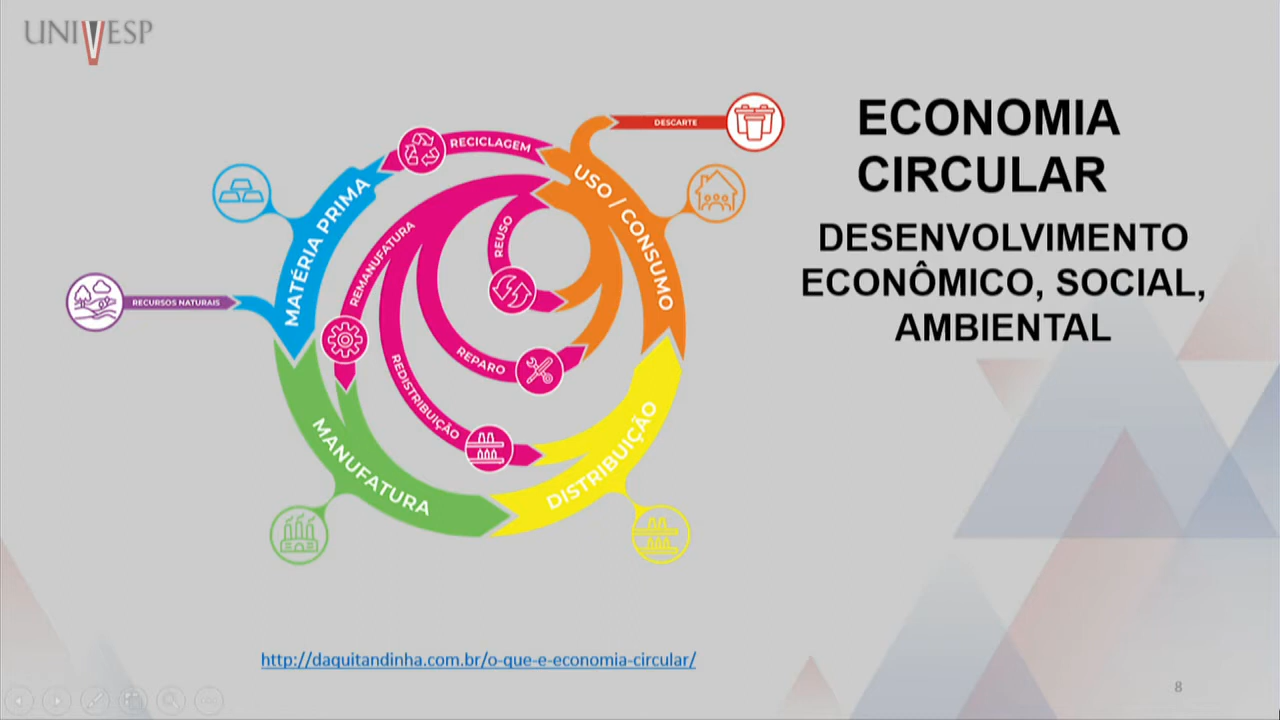 UNIVESP
ECONOMIA
CIRCULAR
DESENVOLVIMENTO
ECONÔMICO, SOCIAL,
AMBIENTAL
DESCARTE
RECICLAGEM
USO / CONSUMO
MATÉRIA PRIMA
REUSO
REMANUFATURA
RECURSOS NATURAIS
REPARO
REDISTRIBUIÇÃO
MANUFATURA
DISTRIBUIÇÃO
http://daquitandinha.com.br/o-que-e-economia-circular/
8